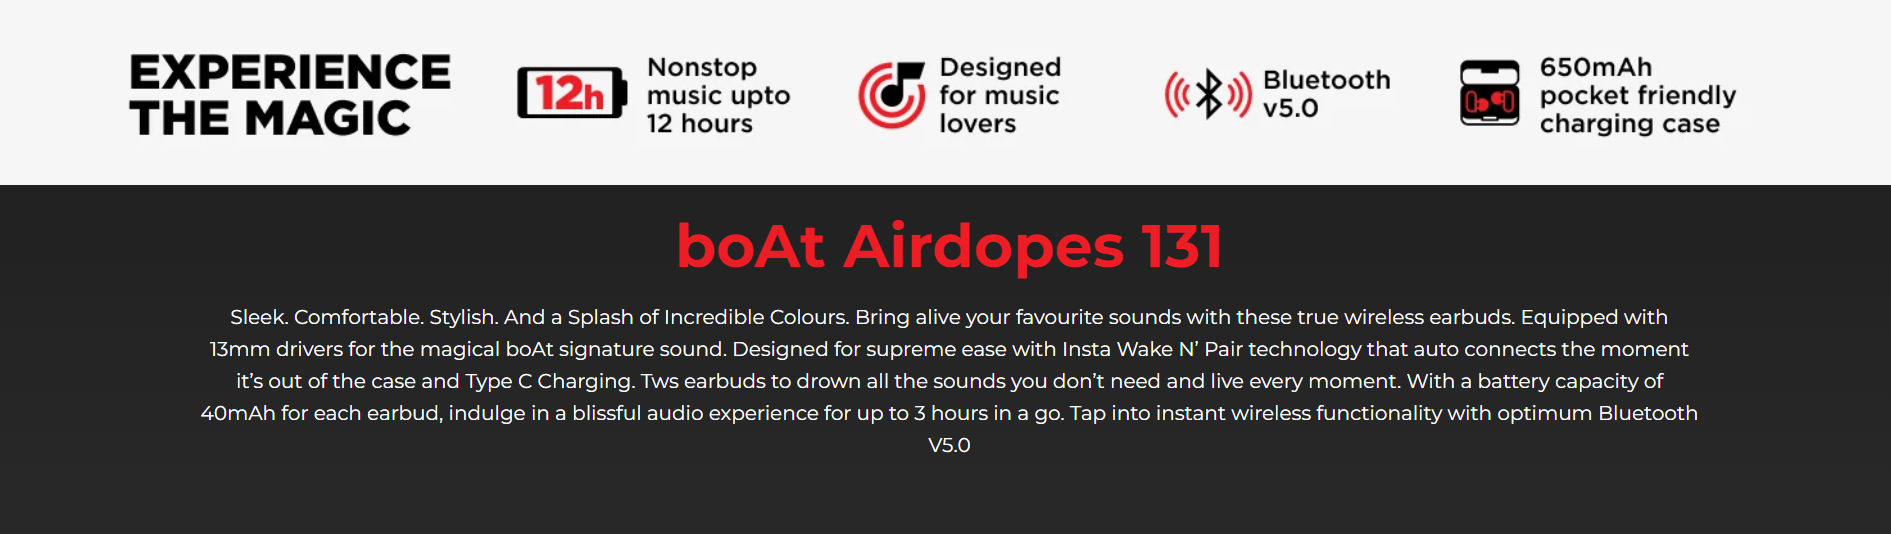 EXPERIENCE
THE MAGIC
12h
Nonstop
music upto
12 hours
Designed
for music
lovers
Bluetooth
v5.0
650mAh
pocket friendly
charging case
boAt Airdopes 131
Sleek. Comfortable. Stylish. And a Splash of Incredible Colours. Bring alive your favourite sounds with these true wireless earbuds. Equipped with
13mm drivers for the magical boAt signature sound. Designed for supreme ease with Insta Wake N’ Pair technology that auto connects the moment
it’s out of the case and Type C Charging. Tws earbuds to drown all the sounds you don’t need and live every moment. With a battery capacity of
40mAh for each earbud, indulge in a blissful audio experience for up to 3 hours in a go. Tap into instant wireless functionality with optimum Bluetooth
V5.0